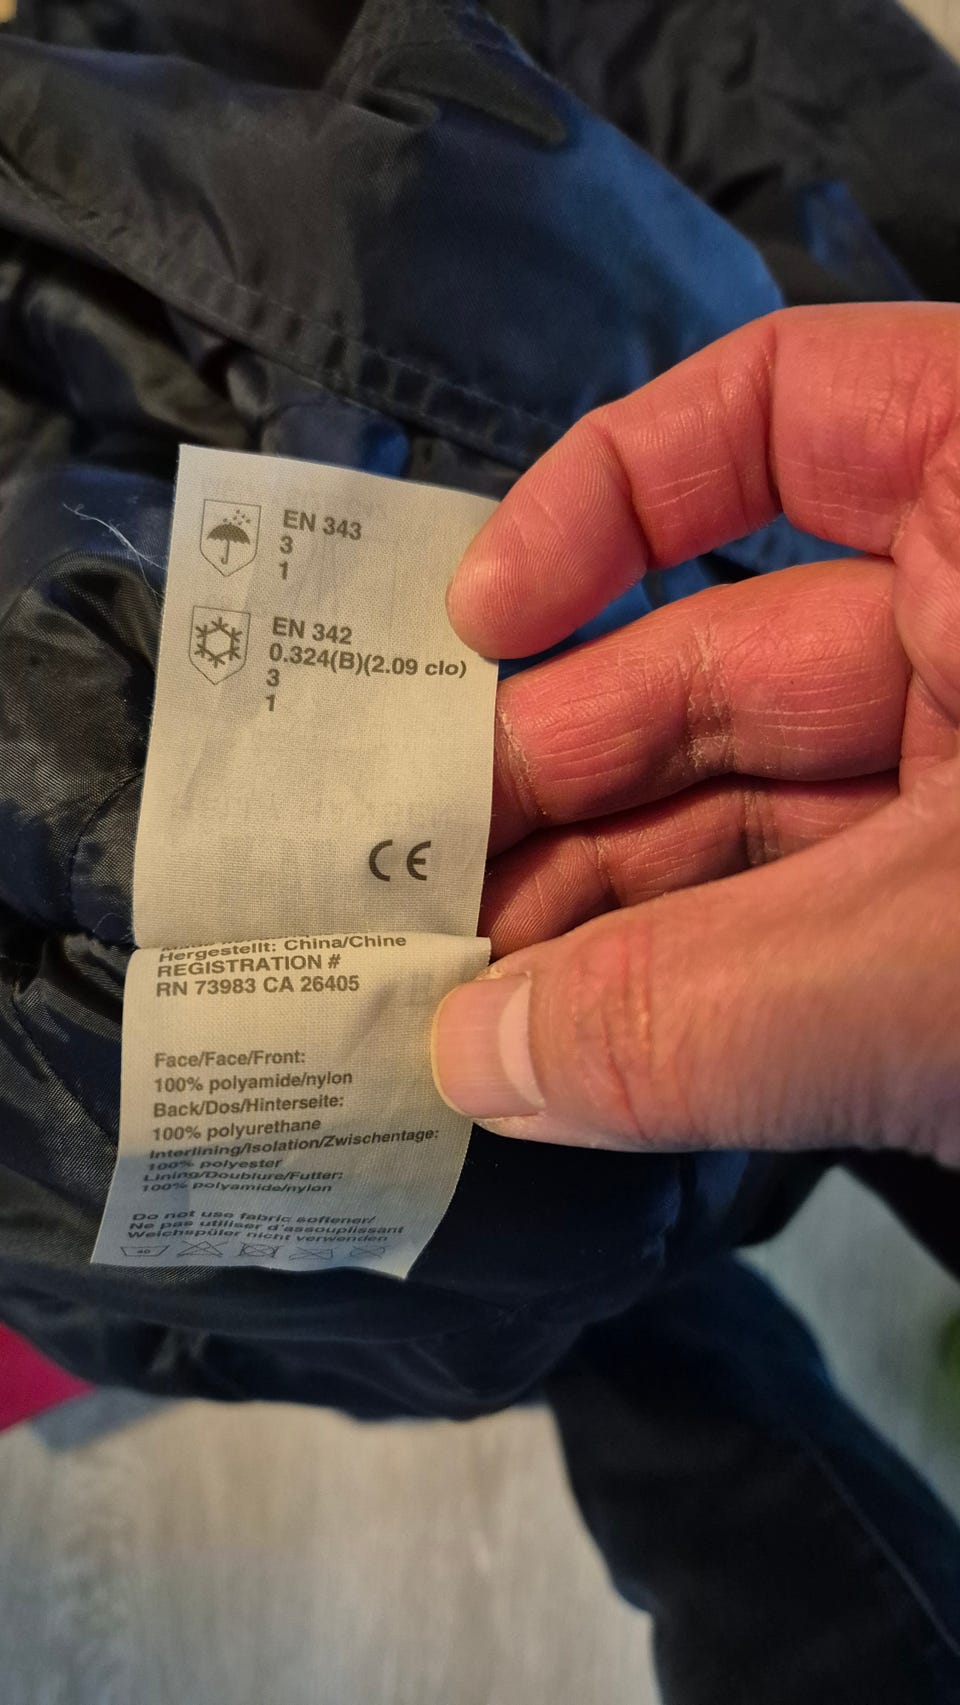 EN 343
3
1
EN 342
0.324(B)(2.09 clo)
3
1
CE
Hergestellt: China/Chine
REGISTRATION #
RN 73983 CA 26405
Face/Face/Front:
100% polyamide/nylon
Back/Dos/Hinterseite:
100% polyurethane
Interlining/Isolation/Zwischentage:
100% polyester
Lining/Doublure/Futter:
100% polyamide/nylon
Do not use fabric softener/
Ne pas utiliser d'assouplissant
Weichspüler nicht verwenden
40